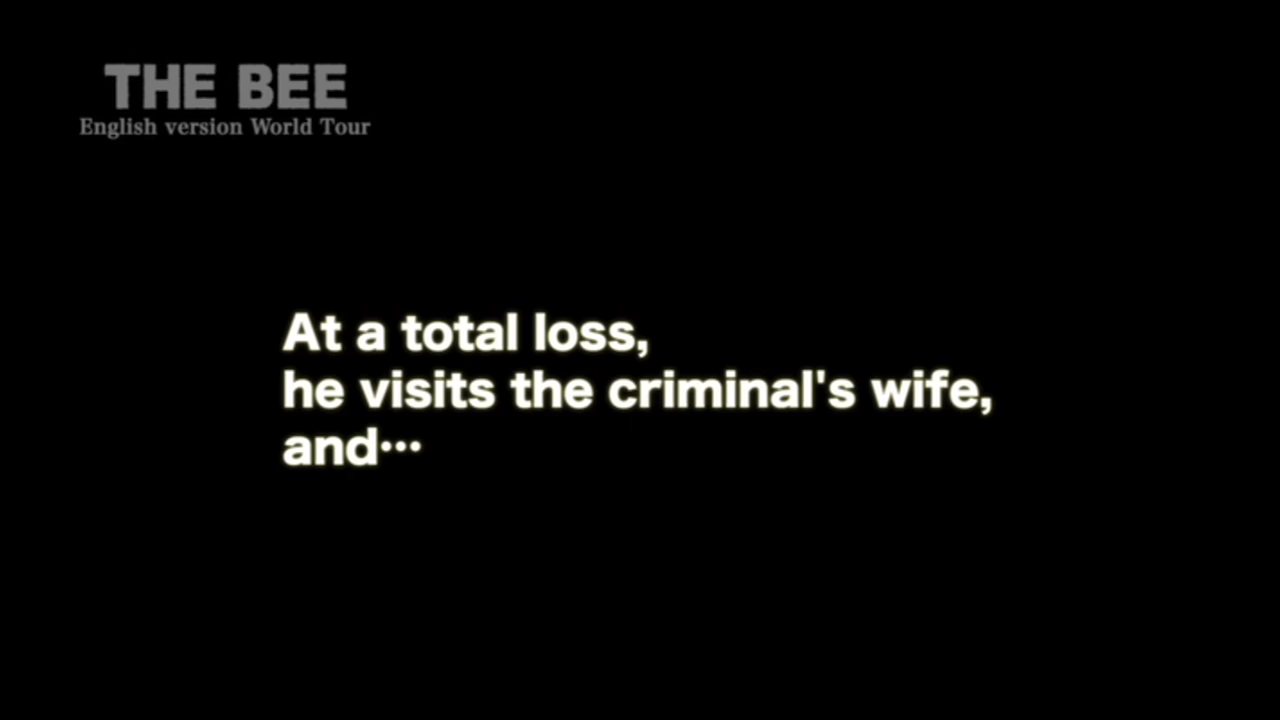 THE BEE
English version World Tour
At a total loss,
he visits the criminal's wife,
and…